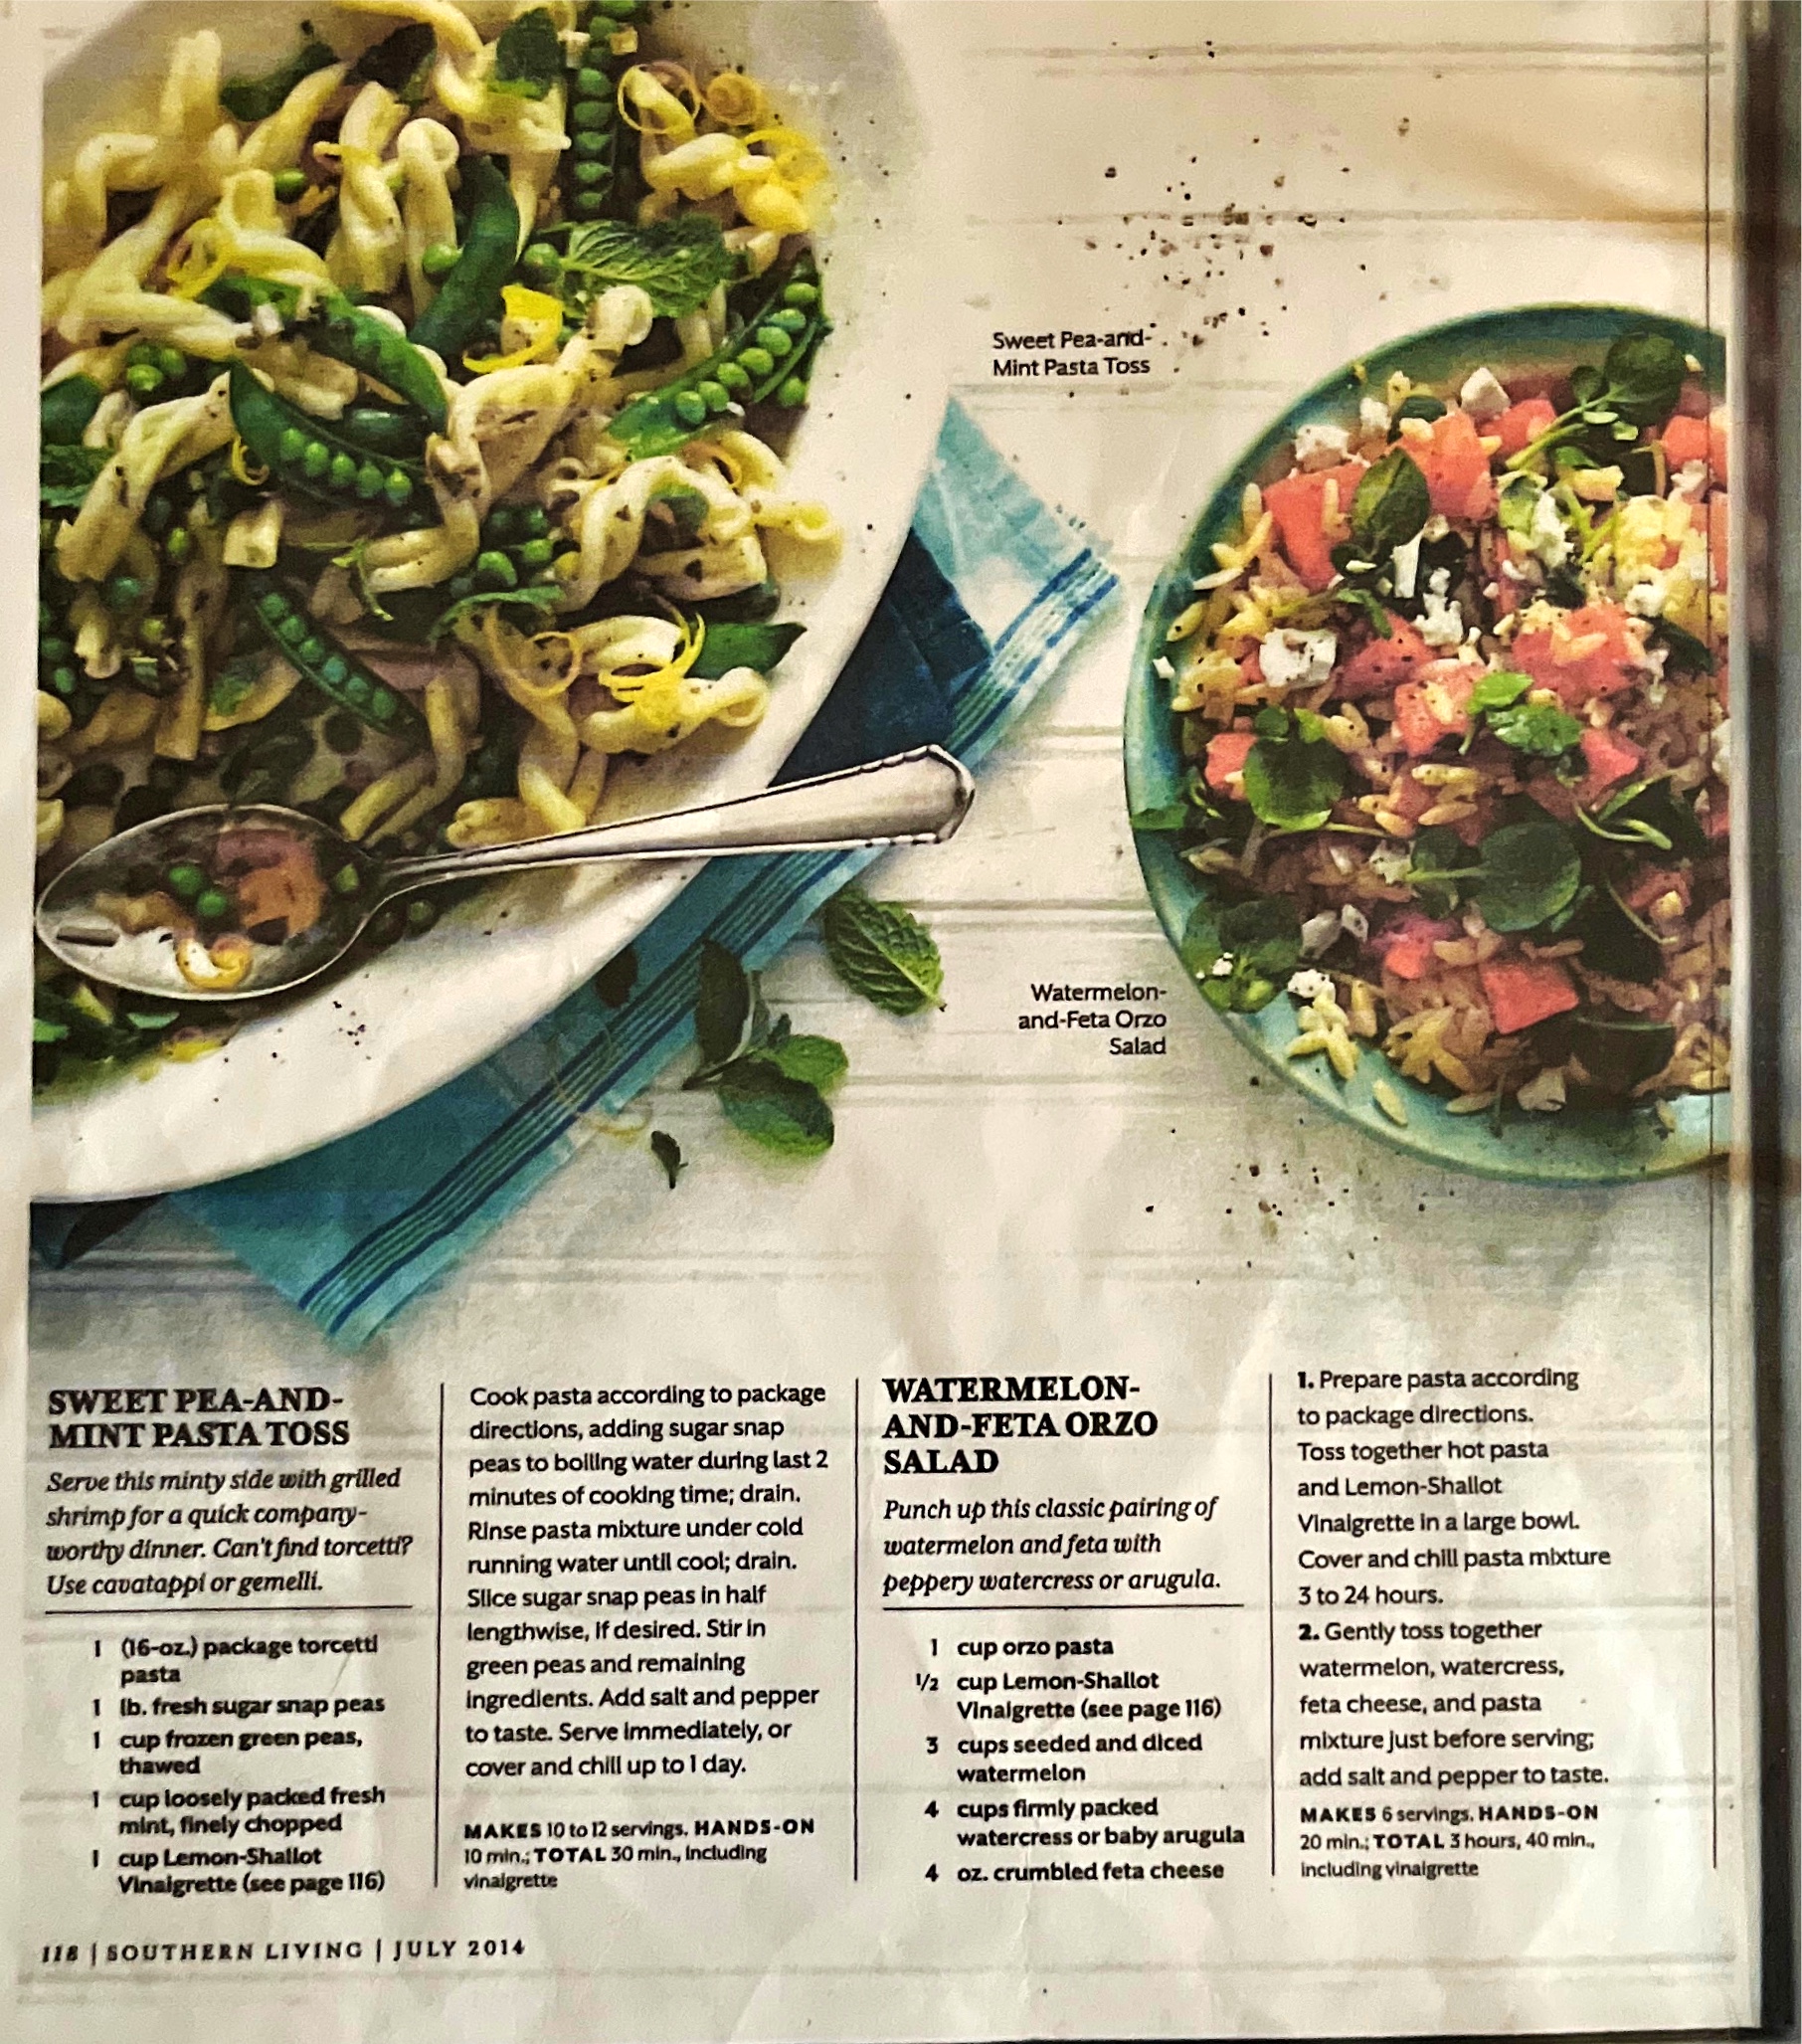 Sweet Pea-and-
Mint Pasta Toss
Watermelon-
and-Feta Orzo
Salad
SWEET PEA-AND-
MINT PASTA TOSS
Serve this minty side with grilled
shrimp for a quick company-
worthy dinner. Can't find torcetti?
Use cavatappi or gemelli.
1 (16-oz.) package torcetti
pasta
1 lb. fresh sugar snap peas
1 cup frozen green peas,
thawed
1 cup loosely packed fresh
mint, finely chopped
1 cup Lemon-Shallot
Vinaigrette (see page 116)
Cook pasta according to package
directions, adding sugar snap
peas to boiling water during last 2
minutes of cooking time; drain.
Rinse pasta mixture under cold
running water until cool; drain.
Slice sugar snap peas in half
lengthwise, if desired. Stir in
green peas and remaining
ingredients. Add salt and pepper
to taste. Serve immediately, or
cover and chill up to 1 day.
MAKES 10 to 12 servings. HANDS-ON
10 min.; TOTAL 30 min., including
vinaigrette
WATERMELON-
AND-FETA ORZO
SALAD
Punch up this classic pairing of
watermelon and feta with
peppery watercress or arugula.
1 cup orzo pasta
1/2 cup Lemon-Shallot
Vinaigrette (see page 116)
3 cups seeded and diced
watermelon
4 cups firmly packed
watercress or baby arugula
4 oz. crumbled feta cheese
1. Prepare pasta according
to package directions.
Toss together hot pasta
and Lemon-Shallot
Vinaigrette in a large bowl.
Cover and chill pasta mixture
3 to 24 hours.
2. Gently toss together
watermelon, watercress,
feta cheese, and pasta
mixture just before serving;
add salt and pepper to taste.
MAKES 6 servings. HANDS-ON
20 min.; TOTAL 3 hours, 40 min.,
including vinaigrette
118 | SOUTHERN LIVING | JULY 2014